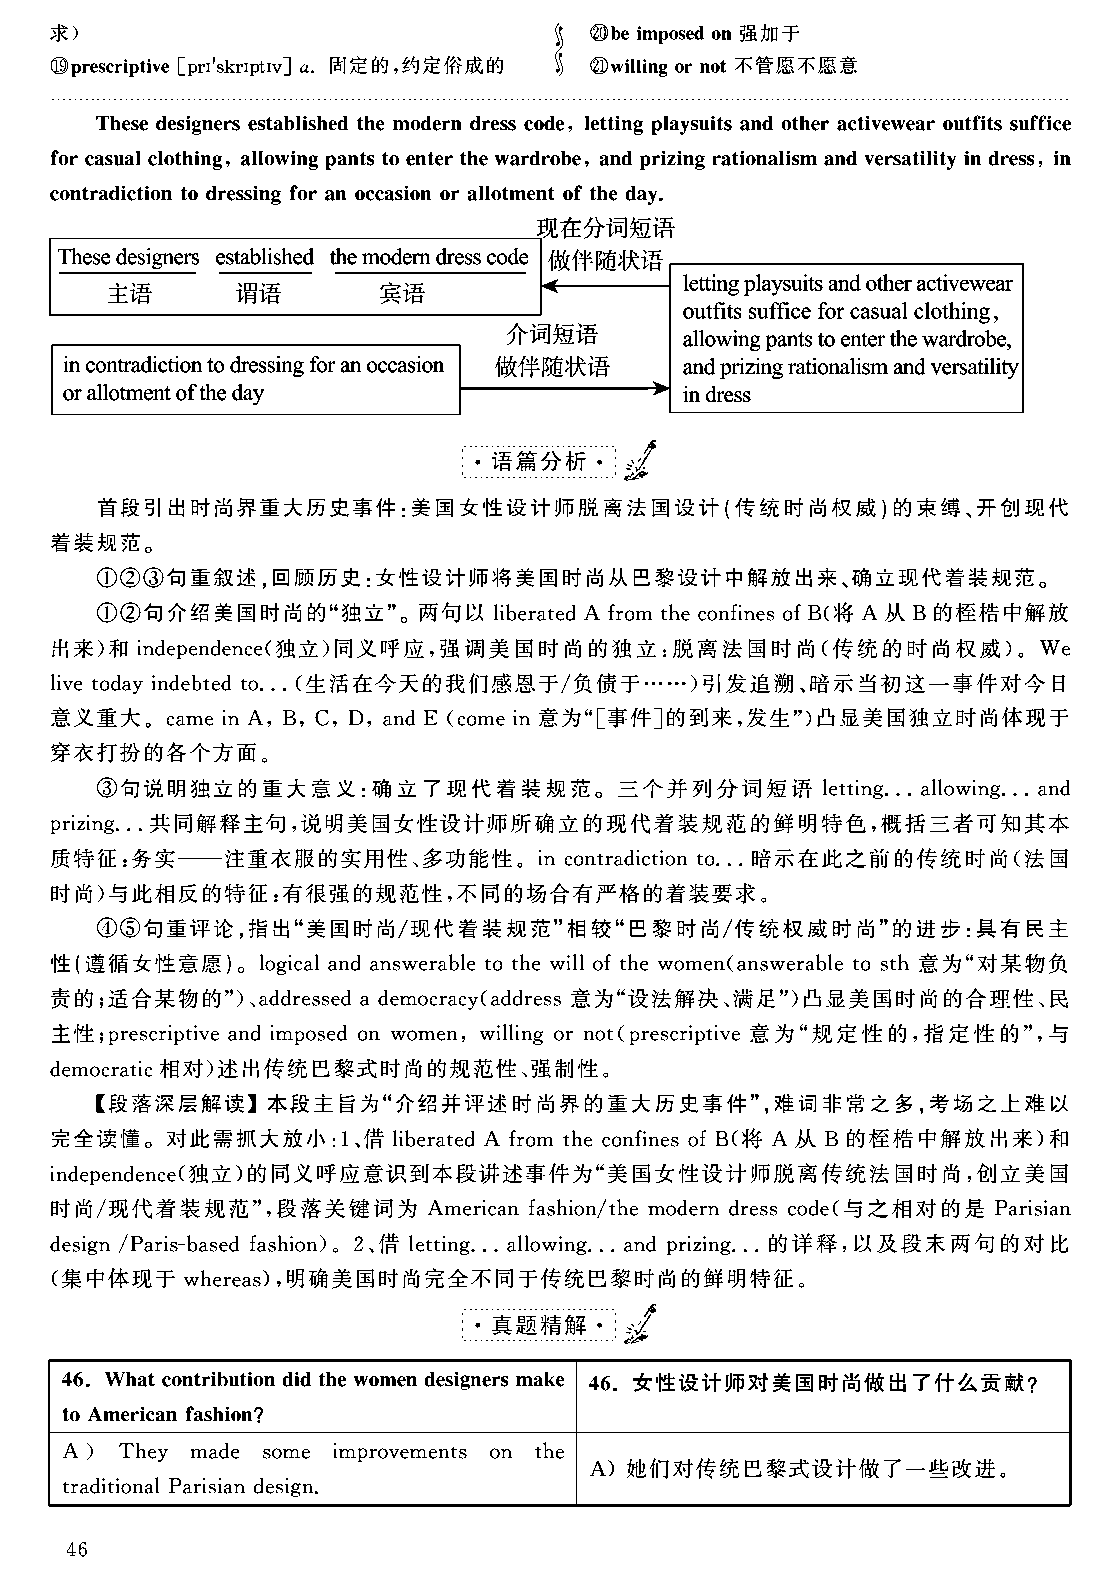 求)
⑲prescriptive [prɪ'skrɪptɪv] a. 固定的,约定俗成的
⑳be imposed on 强加于
㉑willing or not 不管愿不愿意
These designers established the modern dress code, letting playsuits and other activewear outfits suffice
for casual clothing, allowing pants to enter the wardrobe, and prizing rationalism and versatility in dress, in
contradiction to dressing for an occasion or allotment of the day.
现在分词短语
做伴随状语
These designers established the modern dress code
主语 谓语 宾语
letting playsuits and other activewear
outfits suffice for casual clothing,
allowing pants to enter the wardrobe,
and prizing rationalism and versatility
in dress
介词短语
做伴随状语
in contradiction to dressing for an occasion
or allotment of the day
·语篇分析·
首段引出时尚界重大历史事件:美国女性设计师脱离法国设计(传统时尚权威)的束缚、开创现代
着装规范。
①②③句重叙述,回顾历史:女性设计师将美国时尚从巴黎设计中解放出来、确立现代着装规范。
①②句介绍美国时尚的“独立”。两句以 liberated A from the confines of B(将 A 从 B 的桎梏中解放
出来)和 independence(独立)同义呼应,强调美国时尚的独立:脱离法国时尚(传统的时尚权威)。We
live today indebted to...(生活在今天的我们感恩于/负债于……)引发追溯、暗示当初这一事件对今日
意义重大。came in A, B, C, D, and E (come in 意为“[事件]的到来,发生”)凸显美国独立时尚体现于
穿衣打扮的各个方面。
③句说明独立的重大意义:确立了现代着装规范。三个并列分词短语 letting... allowing... and
prizing... 共同解释主句,说明美国女性设计师所确立的现代着装规范的鲜明特色,概括三者可知其本
质特征:务实——注重衣服的实用性、多功能性。in contradiction to... 暗示在此之前的传统时尚(法国
时尚)与此相反的特征:有很强的规范性,不同的场合有严格的着装要求。
④⑤句重评论,指出“美国时尚/现代着装规范”相较“巴黎时尚/传统权威时尚”的进步:具有民主
性(遵循女性意愿)。logical and answerable to the will of the women(answerable to sth 意为“对某物负
责的;适合某物的”)、addressed a democracy(address 意为“设法解决、满足”)凸显美国时尚的合理性、民
主性;prescriptive and imposed on women, willing or not(prescriptive 意为“规定性的,指定性的”,与
democratic 相对)述出传统巴黎式时尚的规范性、强制性。
【段落深层解读】本段主旨为“介绍并评述时尚界的重大历史事件”,难词非常之多,考场之上难以
完全读懂。对此需抓大放小:1、借 liberated A from the confines of B(将 A 从 B 的桎梏中解放出来)和
independence(独立)的同义呼应意识到本段讲述事件为“美国女性设计师脱离传统法国时尚,创立美国
时尚/现代着装规范”,段落关键词为 American fashion/the modern dress code(与之相对的是 Parisian
design /Paris-based fashion)。2、借 letting... allowing... and prizing... 的详释,以及段末两句的对比
(集中体现于 whereas),明确美国时尚完全不同于传统巴黎时尚的鲜明特征。
·真题精解·
46. What contribution did the women designers make
to American fashion?
46. 女性设计师对美国时尚做出了什么贡献?
A) They made some improvements on the
traditional Parisian design.
A) 她们对传统巴黎式设计做了一些改进。
46